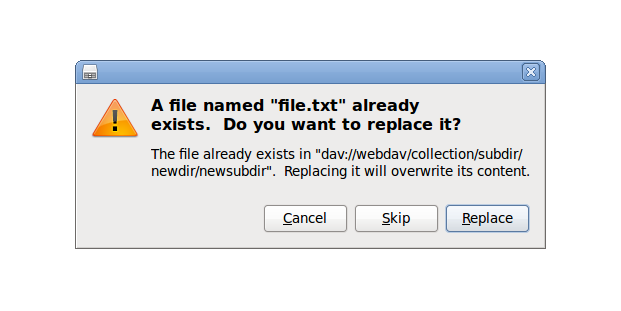 A file named "file.txt" already
exists.  Do you want to replace it?
The file already exists in "dav://webdav/collection/subdir/
newdir/newsubdir".  Replacing it will overwrite its content.
Cancel
Skip
Replace